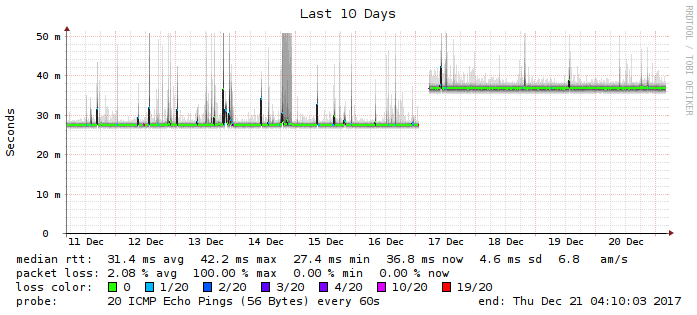 Last 10 Days
RRDTOOL / TOBI OETIKER
Seconds
50 m
40 m
30 m
20 m
10 m
0
11 Dec 12 Dec 13 Dec 14 Dec 15 Dec 16 Dec 17 Dec 18 Dec 19 Dec 20 Dec
median rtt: 31.4 ms avg 42.2 ms max 27.4 ms min 36.8 ms now 4.6 ms sd 6.8 am/s
packet loss: 2.08 % avg 100.00 % max 0.00 % min 0.00 % now
loss color: 0 1/20 2/20 3/20 4/20 10/20 19/20
probe: 20 ICMP Echo Pings (56 Bytes) every 60s end: Thu Dec 21 04:10:03 2017